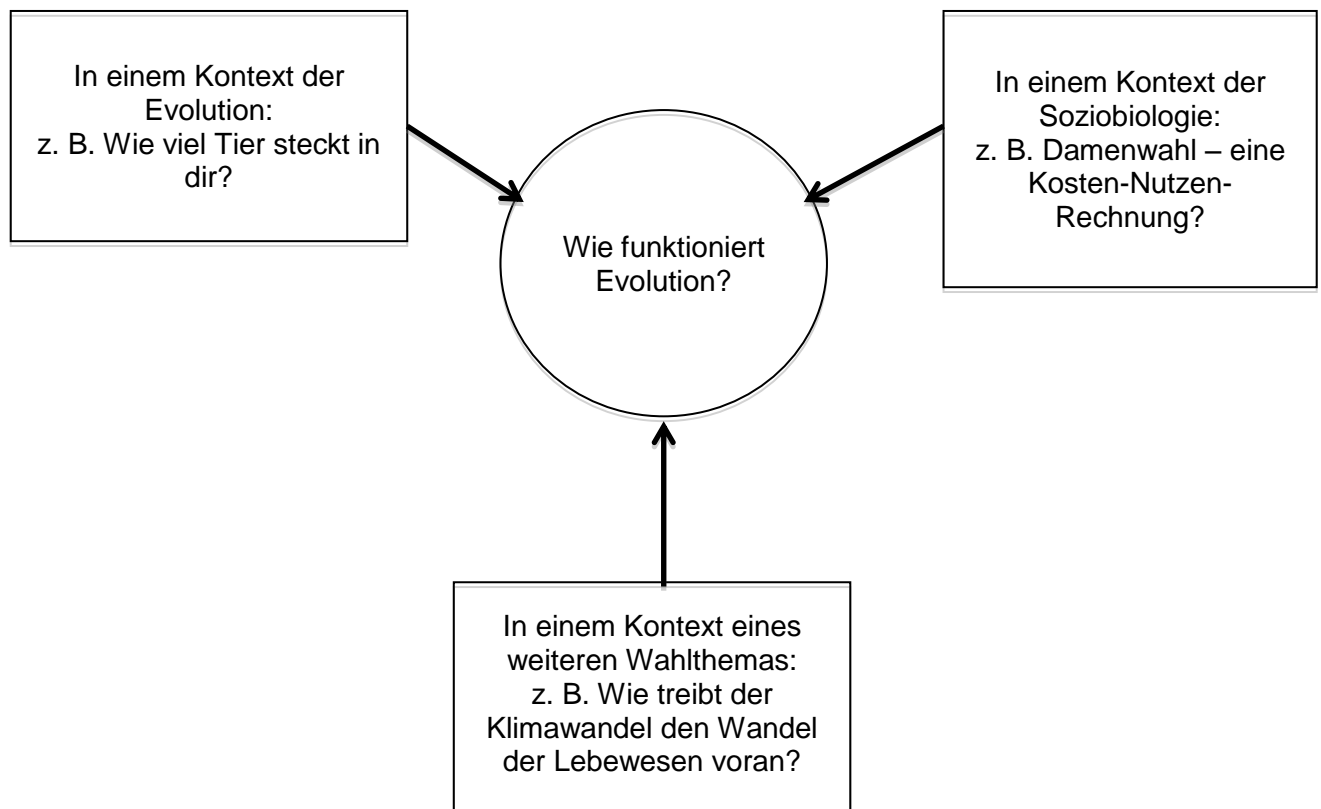 In einem Kontext der
Evolution:
z. B. Wie viel Tier steckt in
dir?
In einem Kontext der
Soziobiologie:
z. B. Damenwahl – eine
Kosten-Nutzen-
Rechnung?
Wie funktioniert
Evolution?
In einem Kontext eines
weiteren Wahlthemas:
z. B. Wie treibt der
Klimawandel den Wandel
der Lebewesen voran?